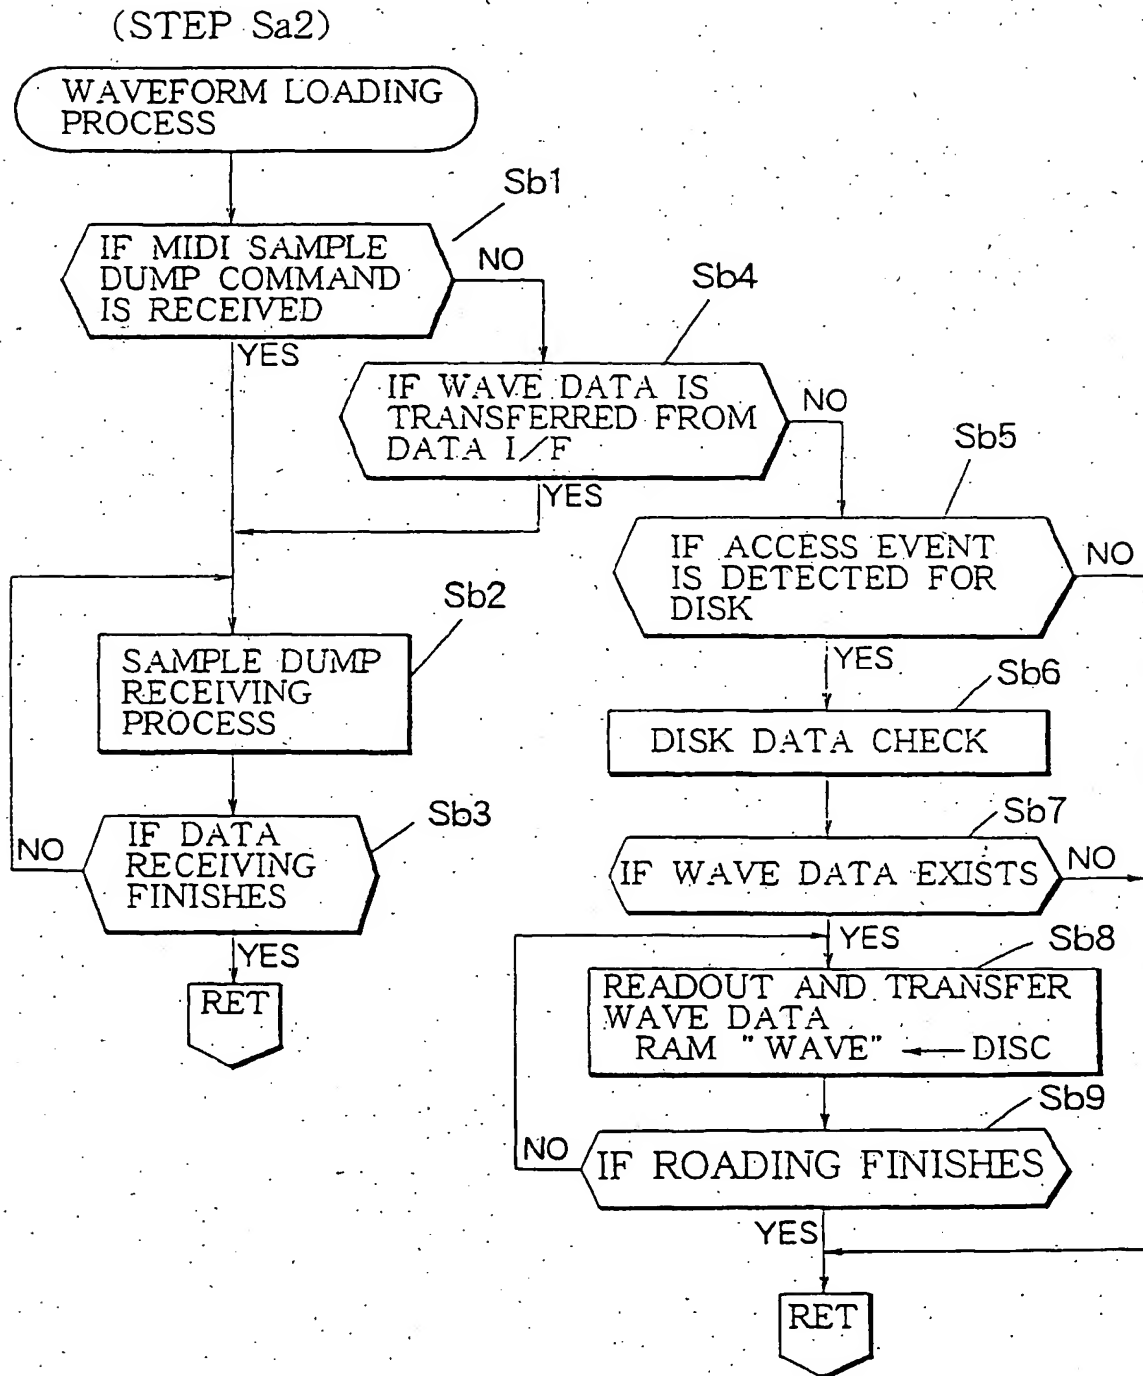 (STEP Sa2)
WAVEFORM LOADING
PROCESS
Sb1
IF MIDI SAMPLE
DUMP COMMAND
IS RECEIVED
NO
YES
Sb4
IF WAVE DATA IS
TRANSFERRED FROM
DATA I/F
NO
YES
Sb5
IF ACCESS EVENT
IS DETECTED FOR
DISK
NO
YES
Sb2
SAMPLE DUMP
RECEIVING
PROCESS
Sb6
DISK DATA CHECK
Sb3
IF DATA
RECEIVING
FINISHES
NO
YES
RET
Sb7
IF WAVE DATA EXISTS
NO
YES
Sb8
READOUT AND TRANSFER
WAVE DATA
RAM "WAVE" ← DISC
Sb9
IF ROADING FINISHES
NO
YES
RET